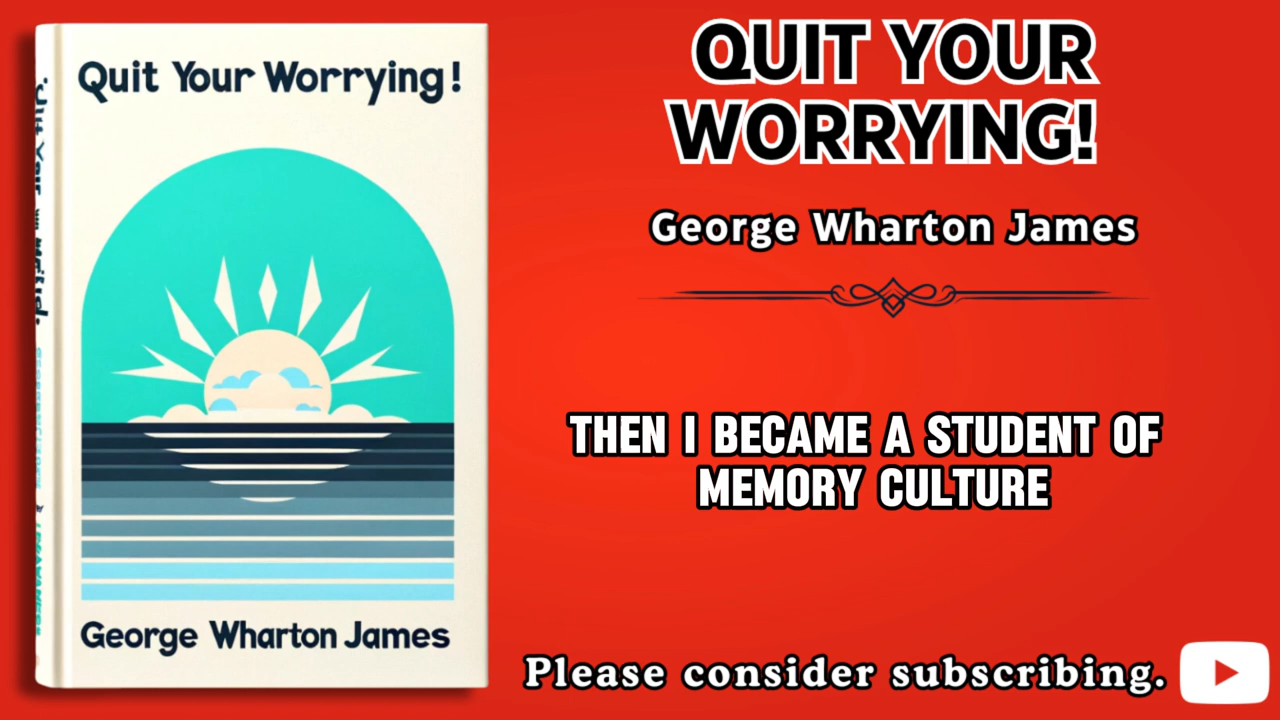 Quit Your Worrying!
George Wharton James
QUIT YOUR
WORRYING!
George Wharton James
THEN I BECAME A STUDENT OF
MEMORY CULTURE
Please consider subscribing.